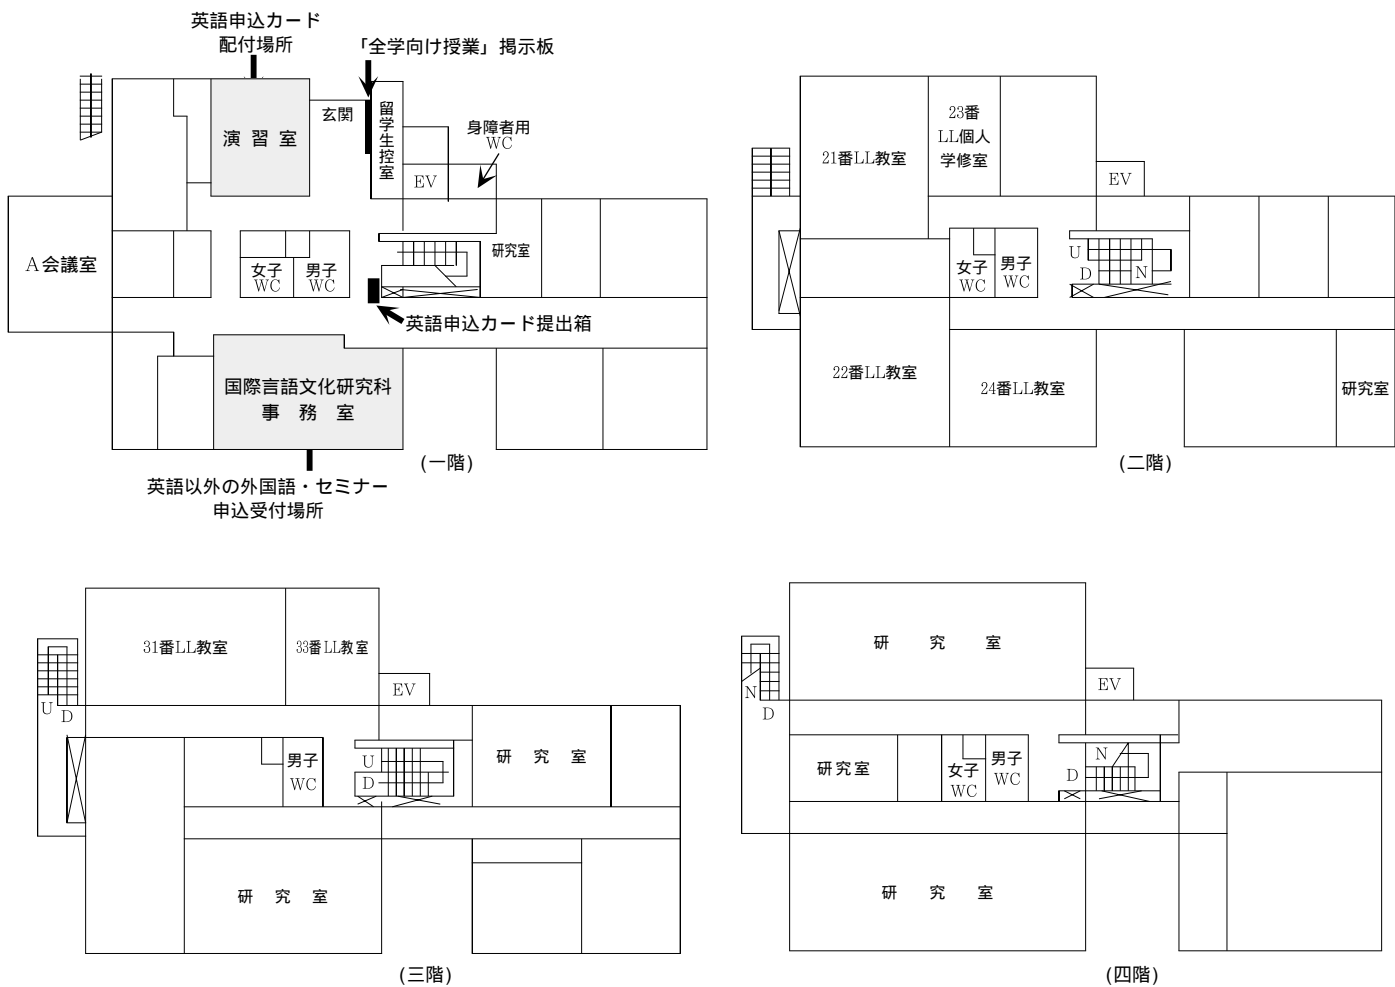 英語申込カード
配付場所
「全学向け授業」掲示板
演習室
玄関
留学生控室
身障者用
WC
EV
A会議室
女子
WC
男子
WC
研究室
英語申込カード提出箱
国際言語文化研究科
事務室
(一階)
英語以外の外国語・セミナー
申込受付場所
21番LL教室
23番
LL個人
学修室
EV
女子
WC
男子
WC
U
D
N
22番LL教室
24番LL教室
研究室
(二階)
31番LL教室
33番LL教室
EV
U
D
男子
WC
U
D
研究室
研究室
(三階)
研究室
EV
N
D
研究室
女子
WC
男子
WC
N
D
研究室
(四階)